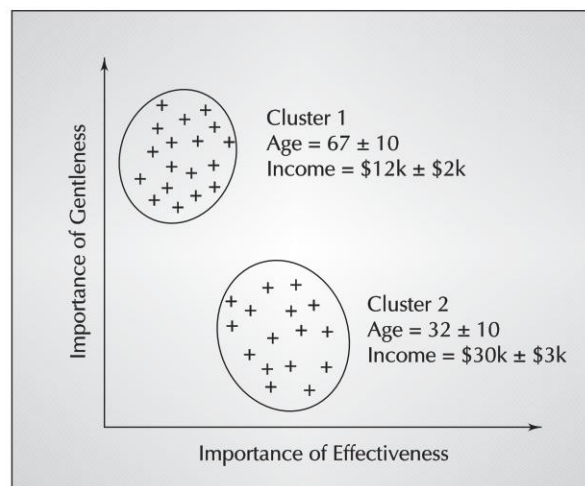 Cluster 1
Age = 67 ± 10
Income = $12k ± $2k
Importance of Gentleness
Cluster 2
Age = 32 ± 10
Income = $30k ± $3k
Importance of Effectiveness